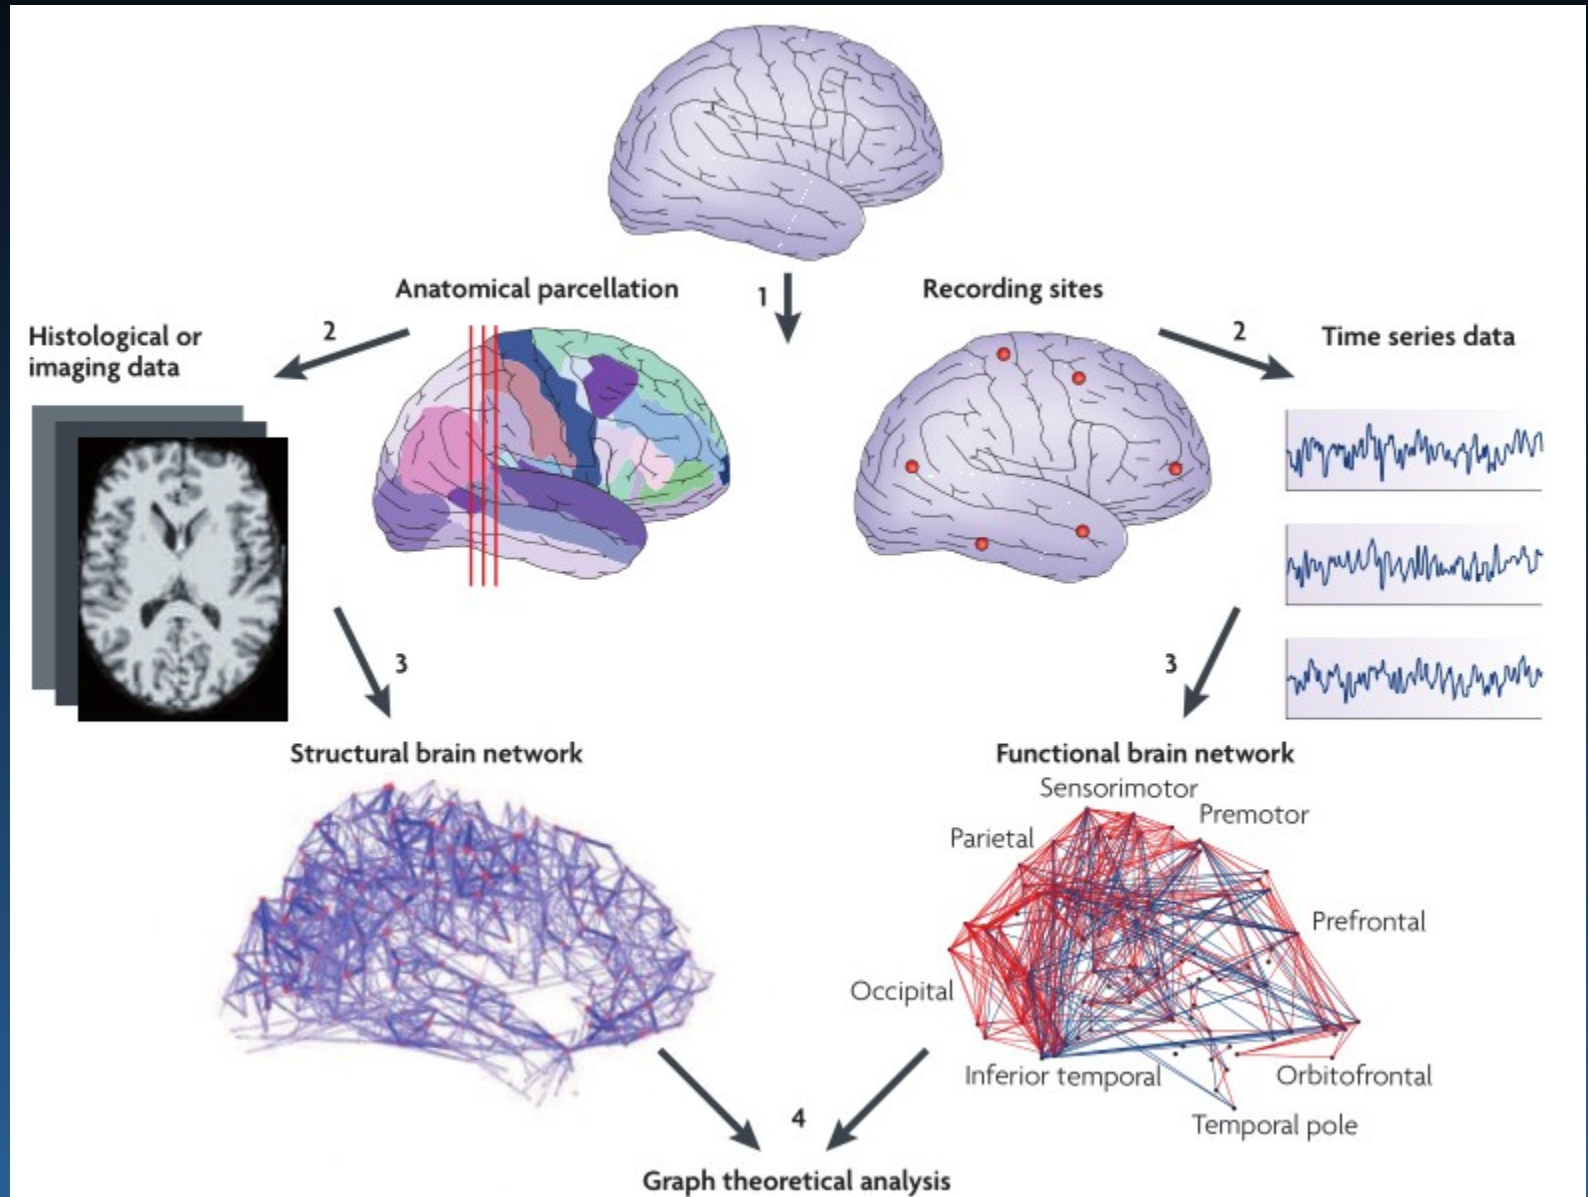 Anatomical parcellation
1
Recording sites
Histological or
imaging data
2
2
Time series data
3
3
Structural brain network
Functional brain network
Sensorimotor
Premotor
Parietal
Prefrontal
Occipital
Inferior temporal
Orbitofrontal
Temporal pole
4
Graph theoretical analysis